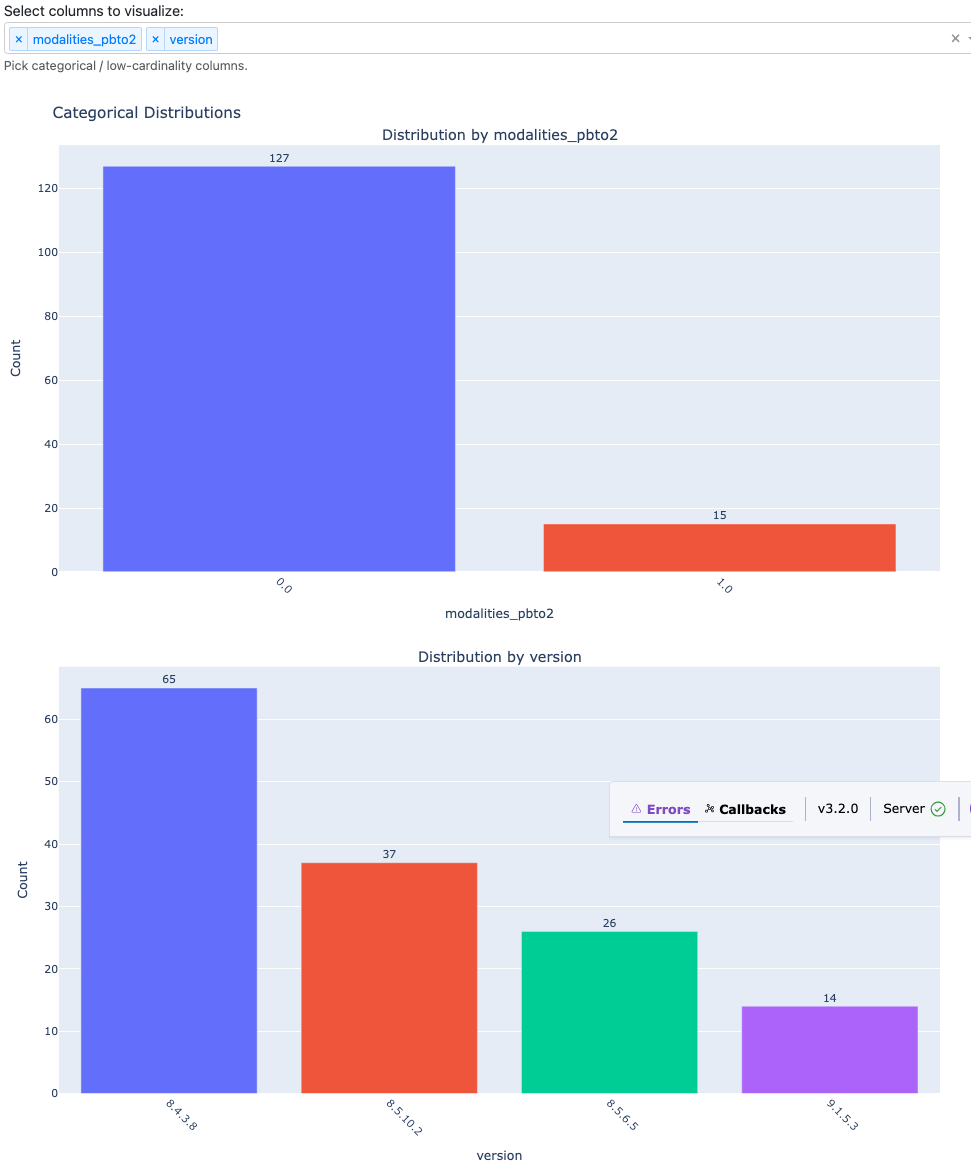 Select columns to visualize:
× modalities_pbto2 × version ×
Pick categorical / low-cardinality columns.
Categorical Distributions
Distribution by modalities_pbto2
127
120
100
80
60
40
20
0
Count
15
0.0
1.0
modalities_pbto2
Distribution by version
65
60
50
40
30
20
10
0
Count
37
26
14
Errors Callbacks v3.2.0 Server
8.4.3.8
8.5.10.2
8.5.6.5
9.1.5.3
version